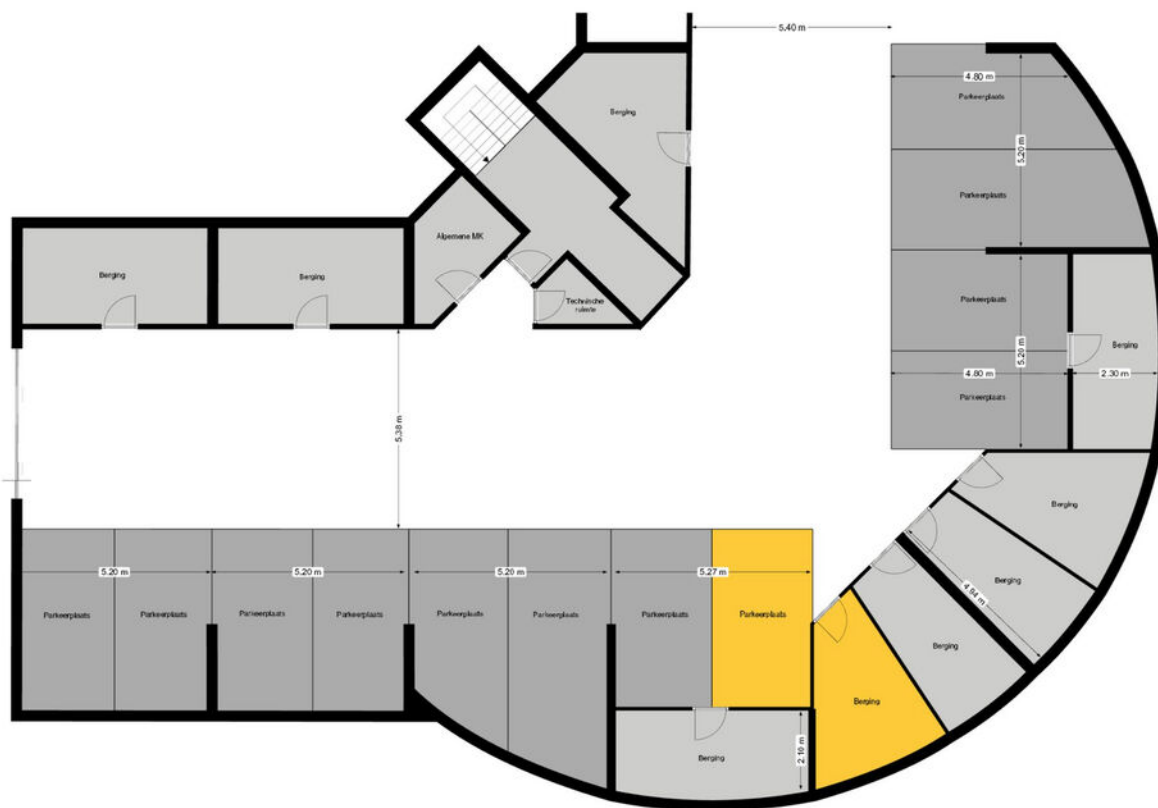 5.40 m
4.80 m
Parkeerplaats
Berging
5.20 m
Parkeerplaats
Algemene MK
Berging
Berging
Parkeerplaats
Technische
ruimte
5.20 m
Berging
4.80 m
2.30 m
Parkeerplaats
5.38 m
Berging
5.20 m
5.20 m
5.20 m
5.27 m
Berging
4.94 m
Parkeerplaats
Parkeerplaats
Parkeerplaats
Parkeerplaats
Parkeerplaats
Parkeerplaats
Parkeerplaats
Parkeerplaats
Berging
Berging
Berging
2.10 m